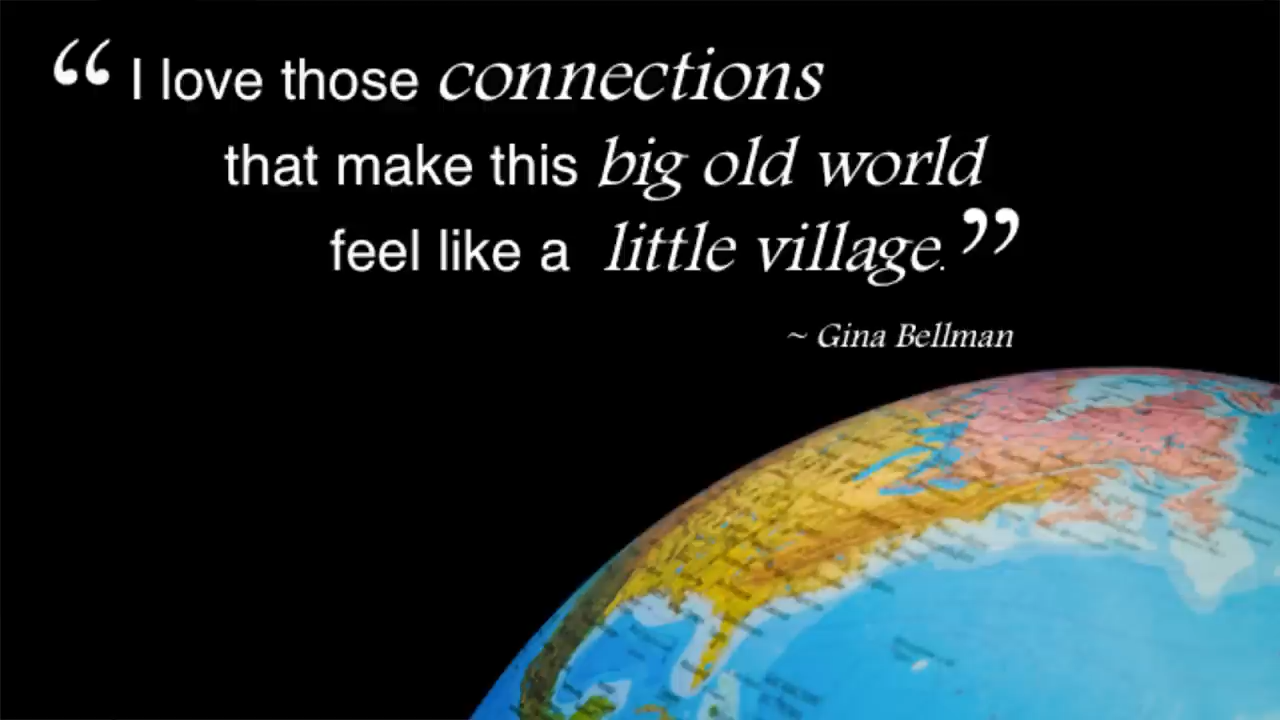 “ I love those connections
that make this big old world
feel like a little village. ”
~ Gina Bellman